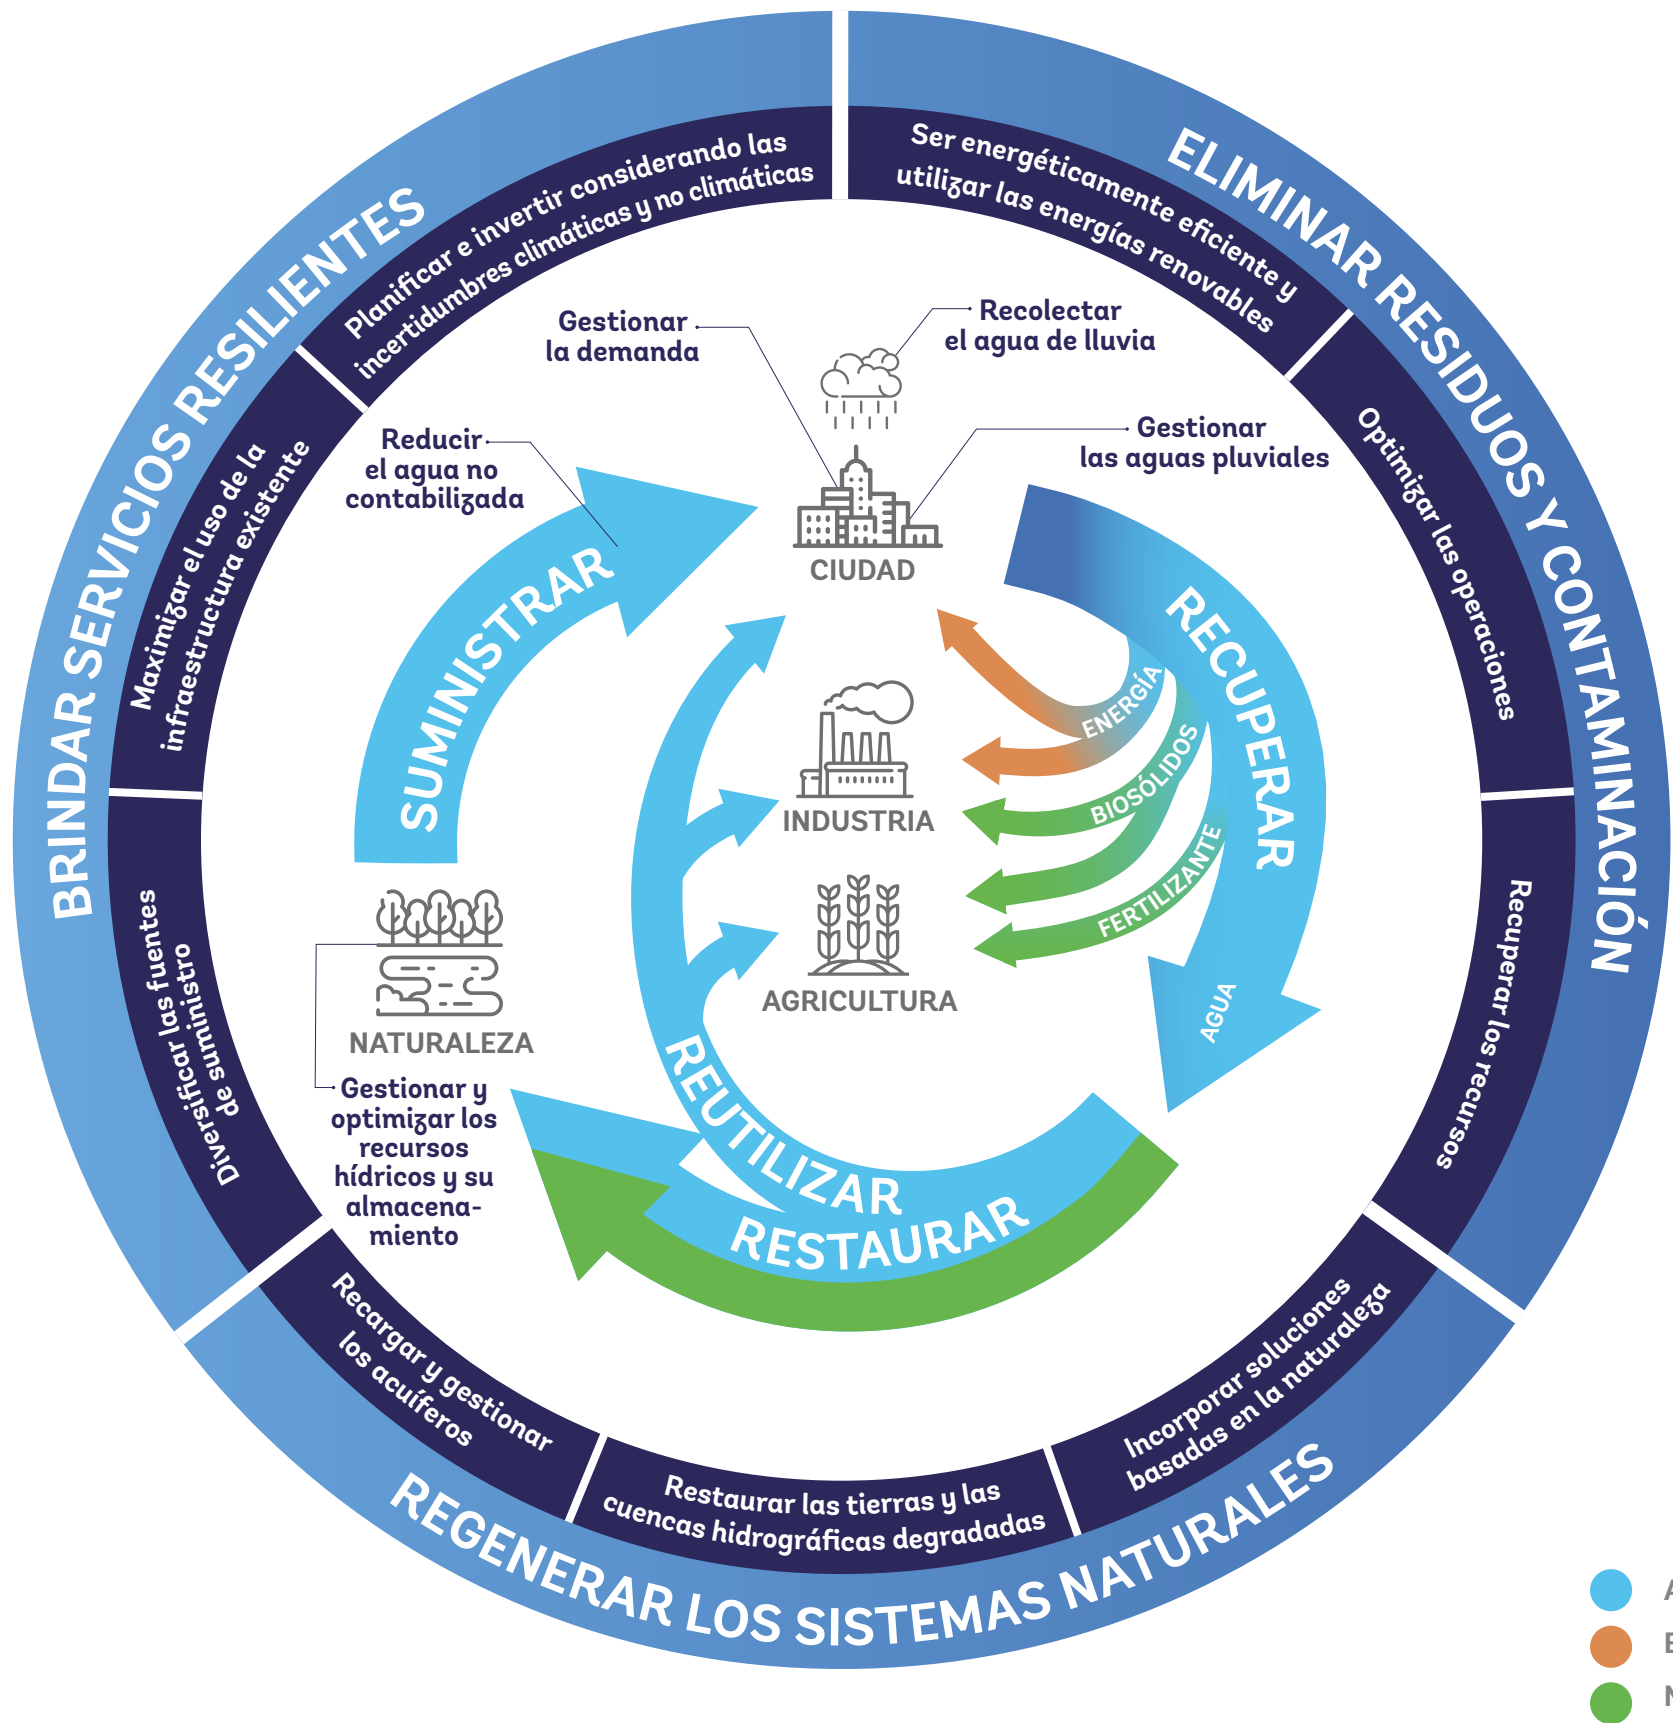 BRINDAR SERVICIOS RESILIENTES
ELIMINAR RESIDUOS Y CONTAMINACIÓN
REGENERAR LOS SISTEMAS NATURALES
Planificar e invertir considerando las
incertidumbres climáticas y no climáticas
Ser energéticamente eficiente y
utilizar las energías renovables
Maximizar el uso de la
infraestructura existente
Optimizar las operaciones
Diversificar las fuentes
de suministro
Recuperar los recursos
Recargar y gestionar
los acuíferos
Restaurar las tierras y las
cuencas hidrográficas degradadas
Incorporar soluciones
basadas en la naturaleza
Gestionar
la demanda
Recolectar
el agua de lluvia
Reducir
el agua no
contabilizada
Gestionar
las aguas pluviales
CIUDAD
SUMINISTRAR
RECUPERAR
ENERGÍA
BIOSÓLIDOS
FERTILIZANTE
AGUA
INDUSTRIA
AGRICULTURA
NATURALEZA
Gestionar y
optimizar los
recursos
hídricos y su
almacena-
miento
REUTILIZAR
RESTAURAR